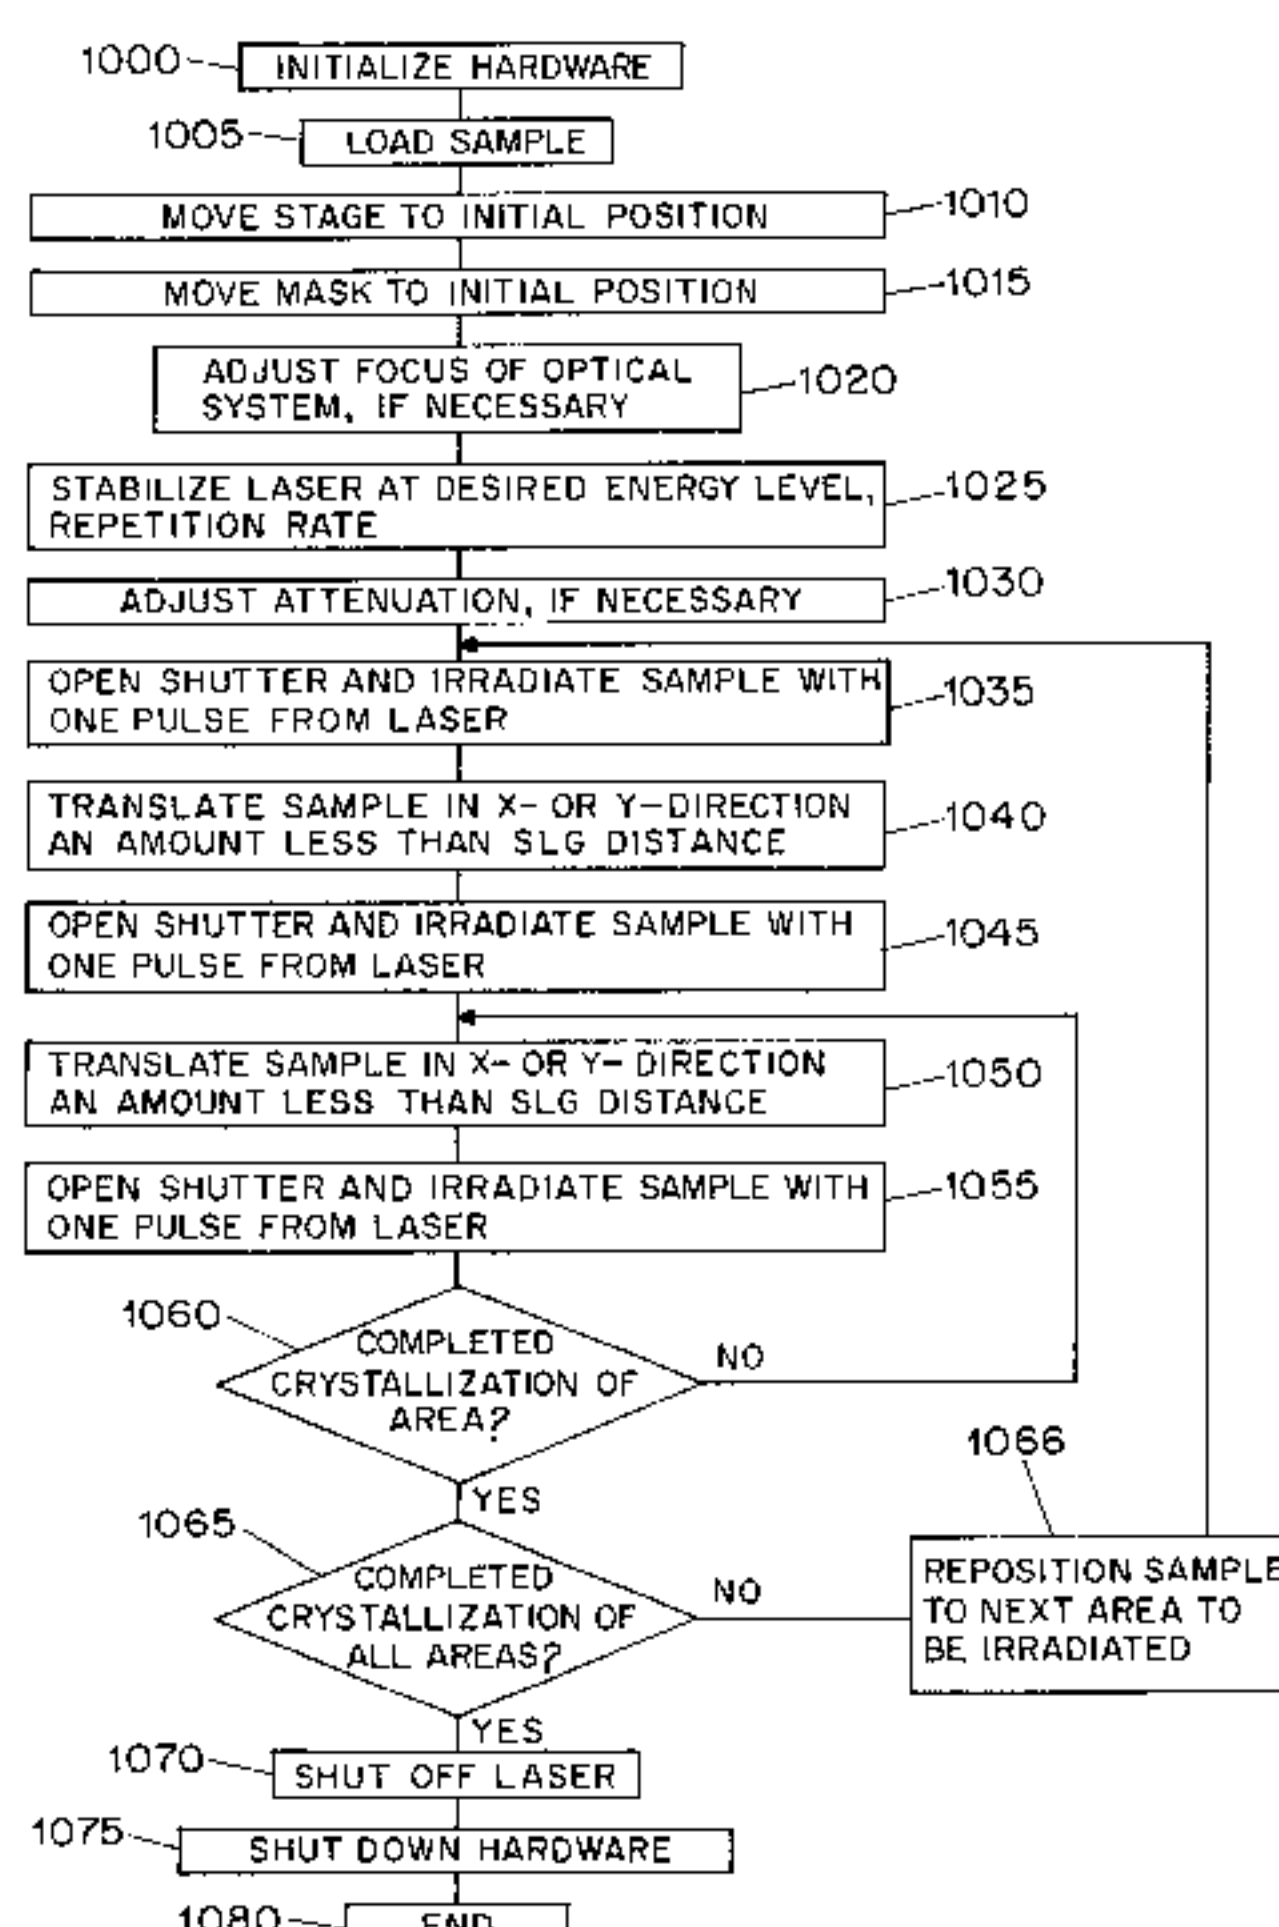 1000
INITIALIZE HARDWARE
1005
LOAD SAMPLE
MOVE STAGE TO INITIAL POSITION
1010
MOVE MASK TO INITIAL POSITION
1015
ADJUST FOCUS OF OPTICAL
SYSTEM, IF NECESSARY
1020
STABILIZE LASER AT DESIRED ENERGY LEVEL,
REPETITION RATE
1025
ADJUST ATTENUATION, IF NECESSARY
1030
OPEN SHUTTER AND IRRADIATE SAMPLE WITH
ONE PULSE FROM LASER
1035
TRANSLATE SAMPLE IN X- OR Y-DIRECTION
AN AMOUNT LESS THAN SLG DISTANCE
1040
OPEN SHUTTER AND IRRADIATE SAMPLE WITH
ONE PULSE FROM LASER
1045
TRANSLATE SAMPLE IN X- OR Y- DIRECTION
AN AMOUNT LESS THAN SLG DISTANCE
1050
OPEN SHUTTER AND IRRADIATE SAMPLE WITH
ONE PULSE FROM LASER
1055
1060
COMPLETED
CRYSTALLIZATION OF
AREA?
NO
YES
1065
COMPLETED
CRYSTALLIZATION OF
ALL AREAS?
NO
1066
REPOSITION SAMPLE
TO NEXT AREA TO
BE IRRADIATED
YES
1070
SHUT OFF LASER
1075
SHUT DOWN HARDWARE
1080
END